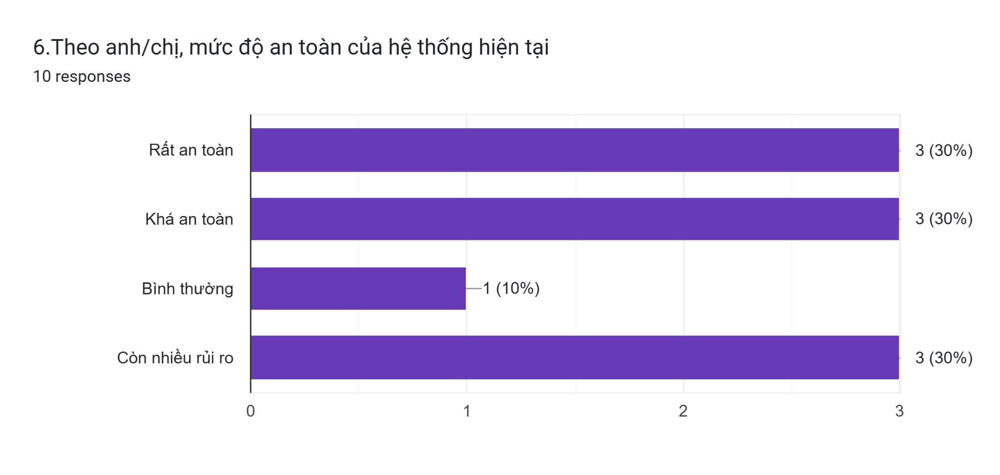 6.Theo anh/chị, mức độ an toàn của hệ thống hiện tại
10 responses
Rất an toàn 3 (30%)
Khá an toàn 3 (30%)
Bình thường 1 (10%)
Còn nhiều rủi ro 3 (30%)
0 1 2 3